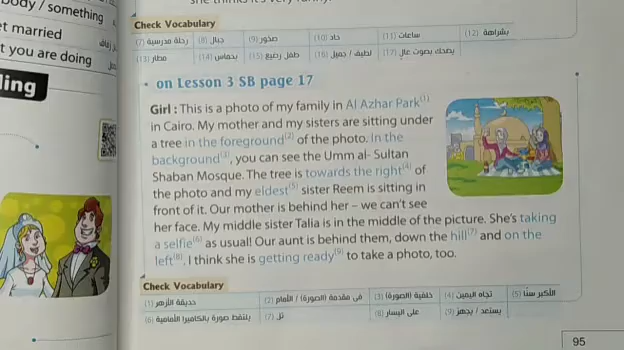 body / something
et married
t you are doing
ing
Check Vocabulary
(7) رحلة مدرسية (8) جبال (9) صخور (10) حاد (11) ساعات (12) بشراهة
(13) مطار (14) بحماس (15) طفل رضيع (16) لطيف / جميل (17) يضحك بصوت عالٍ
• on Lesson 3 SB page 17
Girl : This is a photo of my family in Al Azhar Park(1)
in Cairo. My mother and my sisters are sitting under
a tree in the foreground(2) of the photo. In the
background(3), you can see the Umm al- Sultan
Shaban Mosque. The tree is towards the right(4) of
the photo and my eldest(5) sister Reem is sitting in
front of it. Our mother is behind her – we can't see
her face. My middle sister Talia is in the middle of the picture. She's taking
a selfie(6) as usual! Our aunt is behind them, down the hill(7) and on the
left(8), I think she is getting ready(9) to take a photo, too.
Check Vocabulary
(1) حديقة الأزهر (2) في مقدمة (الصورة) / الأمام (3) خلفية (الصورة) (4) تجاه اليمين (5) الأكبر سنًا
(6) يلتقط صورة بالكاميرا الأمامية (7) تل (8) على اليسار (9) يستعد / يجهز
95